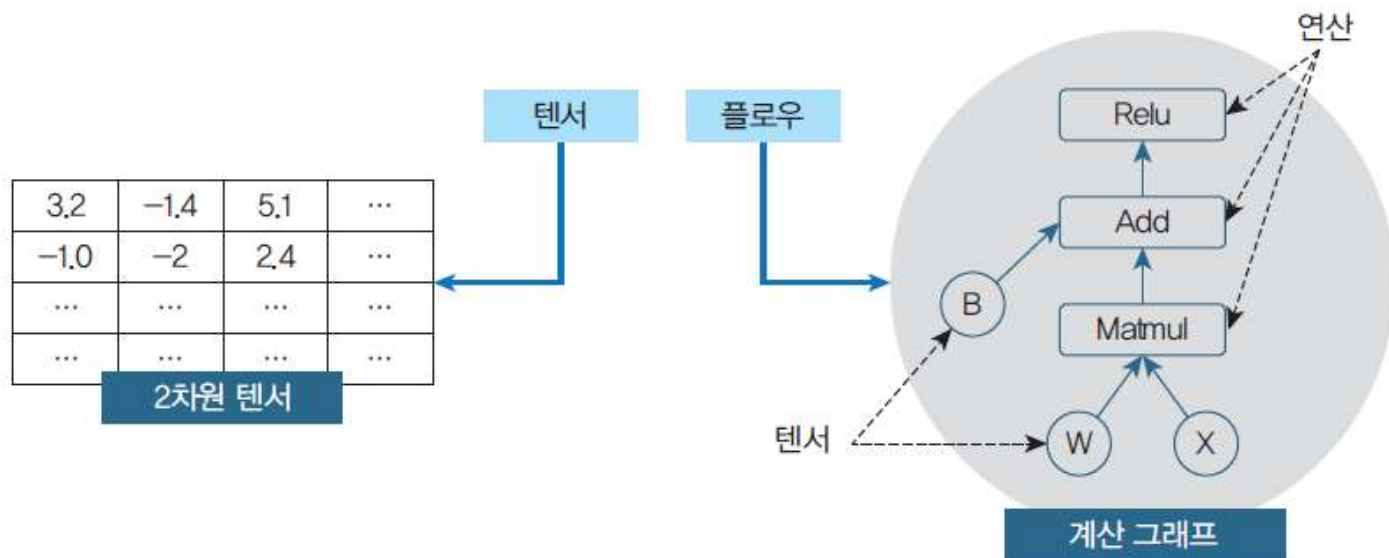 연산
텐서
플로우
Relu
3.2 −1.4 5.1 …
Add
−1.0 −2 2.4 …
B
… … … …
Matmul
… … … …
2차원 텐서
텐서
W
X
계산 그래프